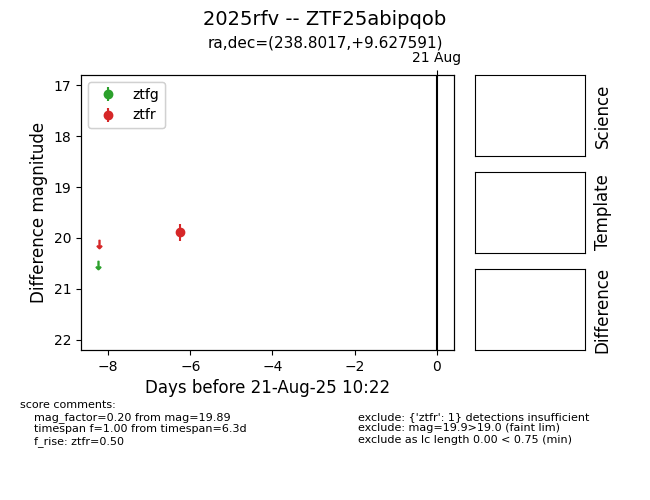 2025rfv -- ZTF25abipqob
ra,dec=(238.8017,+9.627591)
21 Aug
ztfg
ztfr
17
18
19
20
21
22
Difference magnitude
−8
−6
−4
−2
0
Days before 21-Aug-25 10:22
Science
Template
Difference
score comments:
mag_factor=0.20 from mag=19.89
timespan f=1.00 from timespan=6.3d
f_rise: ztfr=0.50
exclude: {'ztfr': 1} detections insufficient
exclude: mag=19.9>19.0 (faint lim)
exclude as lc length 0.00 < 0.75 (min)